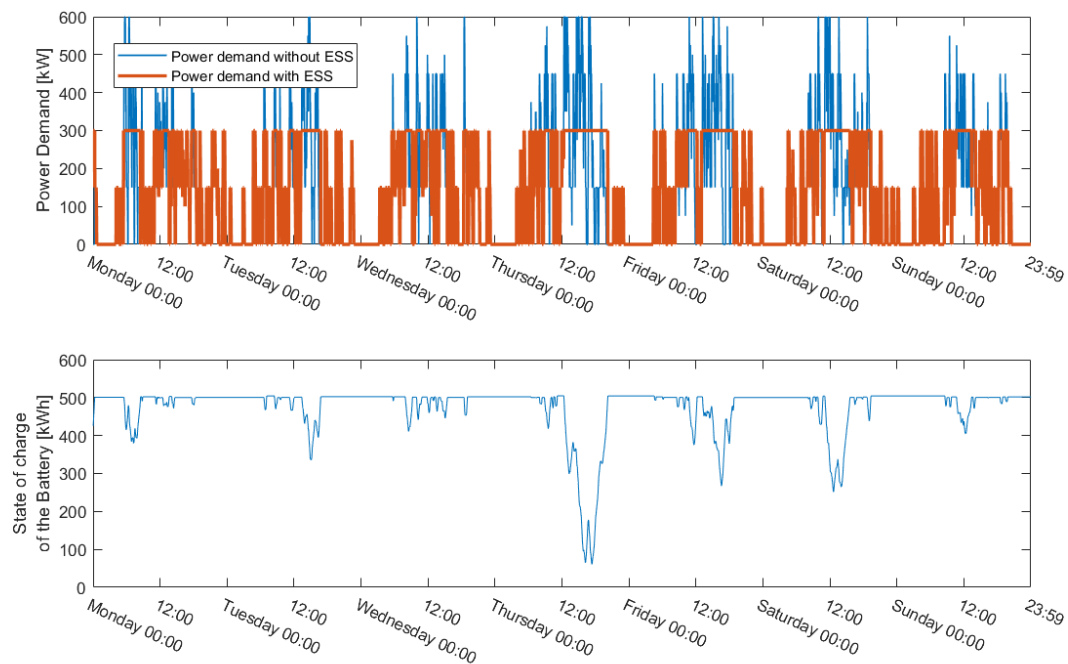 600
500
400
300
200
100
0
Power Demand [kW]
Power demand without ESS
Power demand with ESS
Monday 00:00
12:00
Tuesday 00:00
12:00
Wednesday 00:00
12:00
Thursday 00:00
12:00
Friday 00:00
12:00
Saturday 00:00
12:00
Sunday 00:00
12:00
23:59
600
500
400
300
200
100
0
State of charge
of the Battery [kWh]
Monday 00:00
12:00
Tuesday 00:00
12:00
Wednesday 00:00
12:00
Thursday 00:00
12:00
Friday 00:00
12:00
Saturday 00:00
12:00
Sunday 00:00
12:00
23:59